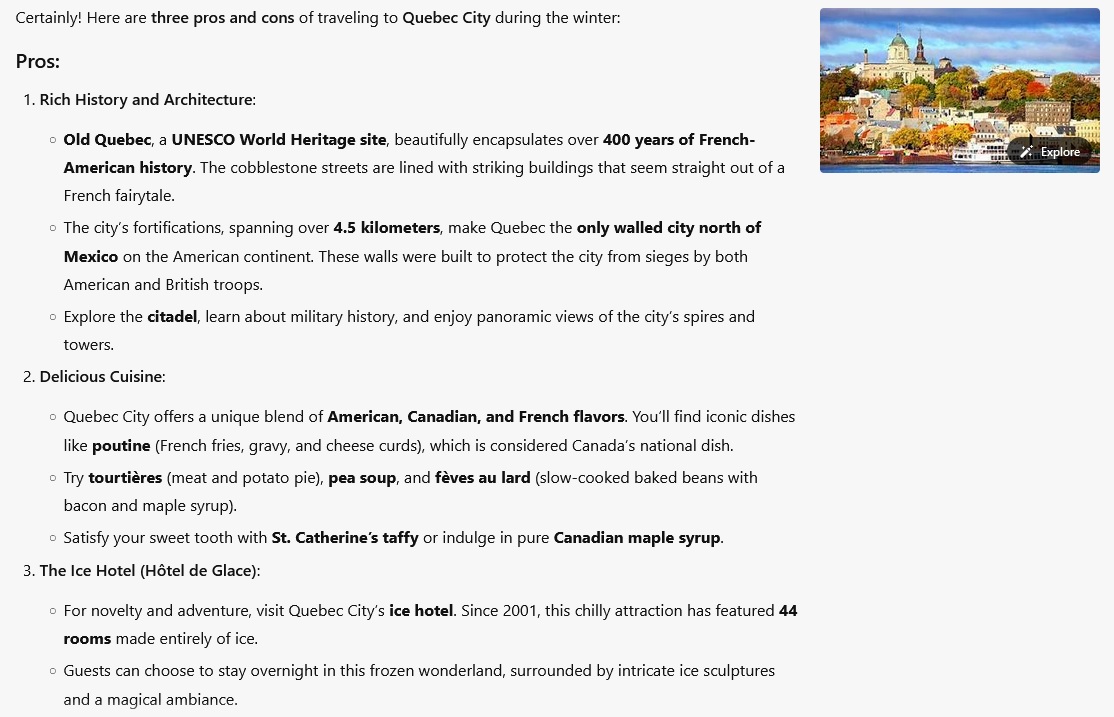 Certainly! Here are three pros and cons of traveling to Quebec City during the winter:
Pros:
1. Rich History and Architecture:
○ Old Quebec, a UNESCO World Heritage site, beautifully encapsulates over 400 years of French-
American history. The cobblestone streets are lined with striking buildings that seem straight out of a
French fairytale.
○ The city’s fortifications, spanning over 4.5 kilometers, make Quebec the only walled city north of
Mexico on the American continent. These walls were built to protect the city from sieges by both
American and British troops.
○ Explore the citadel, learn about military history, and enjoy panoramic views of the city’s spires and
towers.
2. Delicious Cuisine:
○ Quebec City offers a unique blend of American, Canadian, and French flavors. You’ll find iconic dishes
like poutine (French fries, gravy, and cheese curds), which is considered Canada’s national dish.
○ Try tourtières (meat and potato pie), pea soup, and fèves au lard (slow-cooked baked beans with
bacon and maple syrup).
○ Satisfy your sweet tooth with St. Catherine’s taffy or indulge in pure Canadian maple syrup.
3. The Ice Hotel (Hôtel de Glace):
○ For novelty and adventure, visit Quebec City’s ice hotel. Since 2001, this chilly attraction has featured 44
rooms made entirely of ice.
○ Guests can choose to stay overnight in this frozen wonderland, surrounded by intricate ice sculptures
and a magical ambiance.
Explore